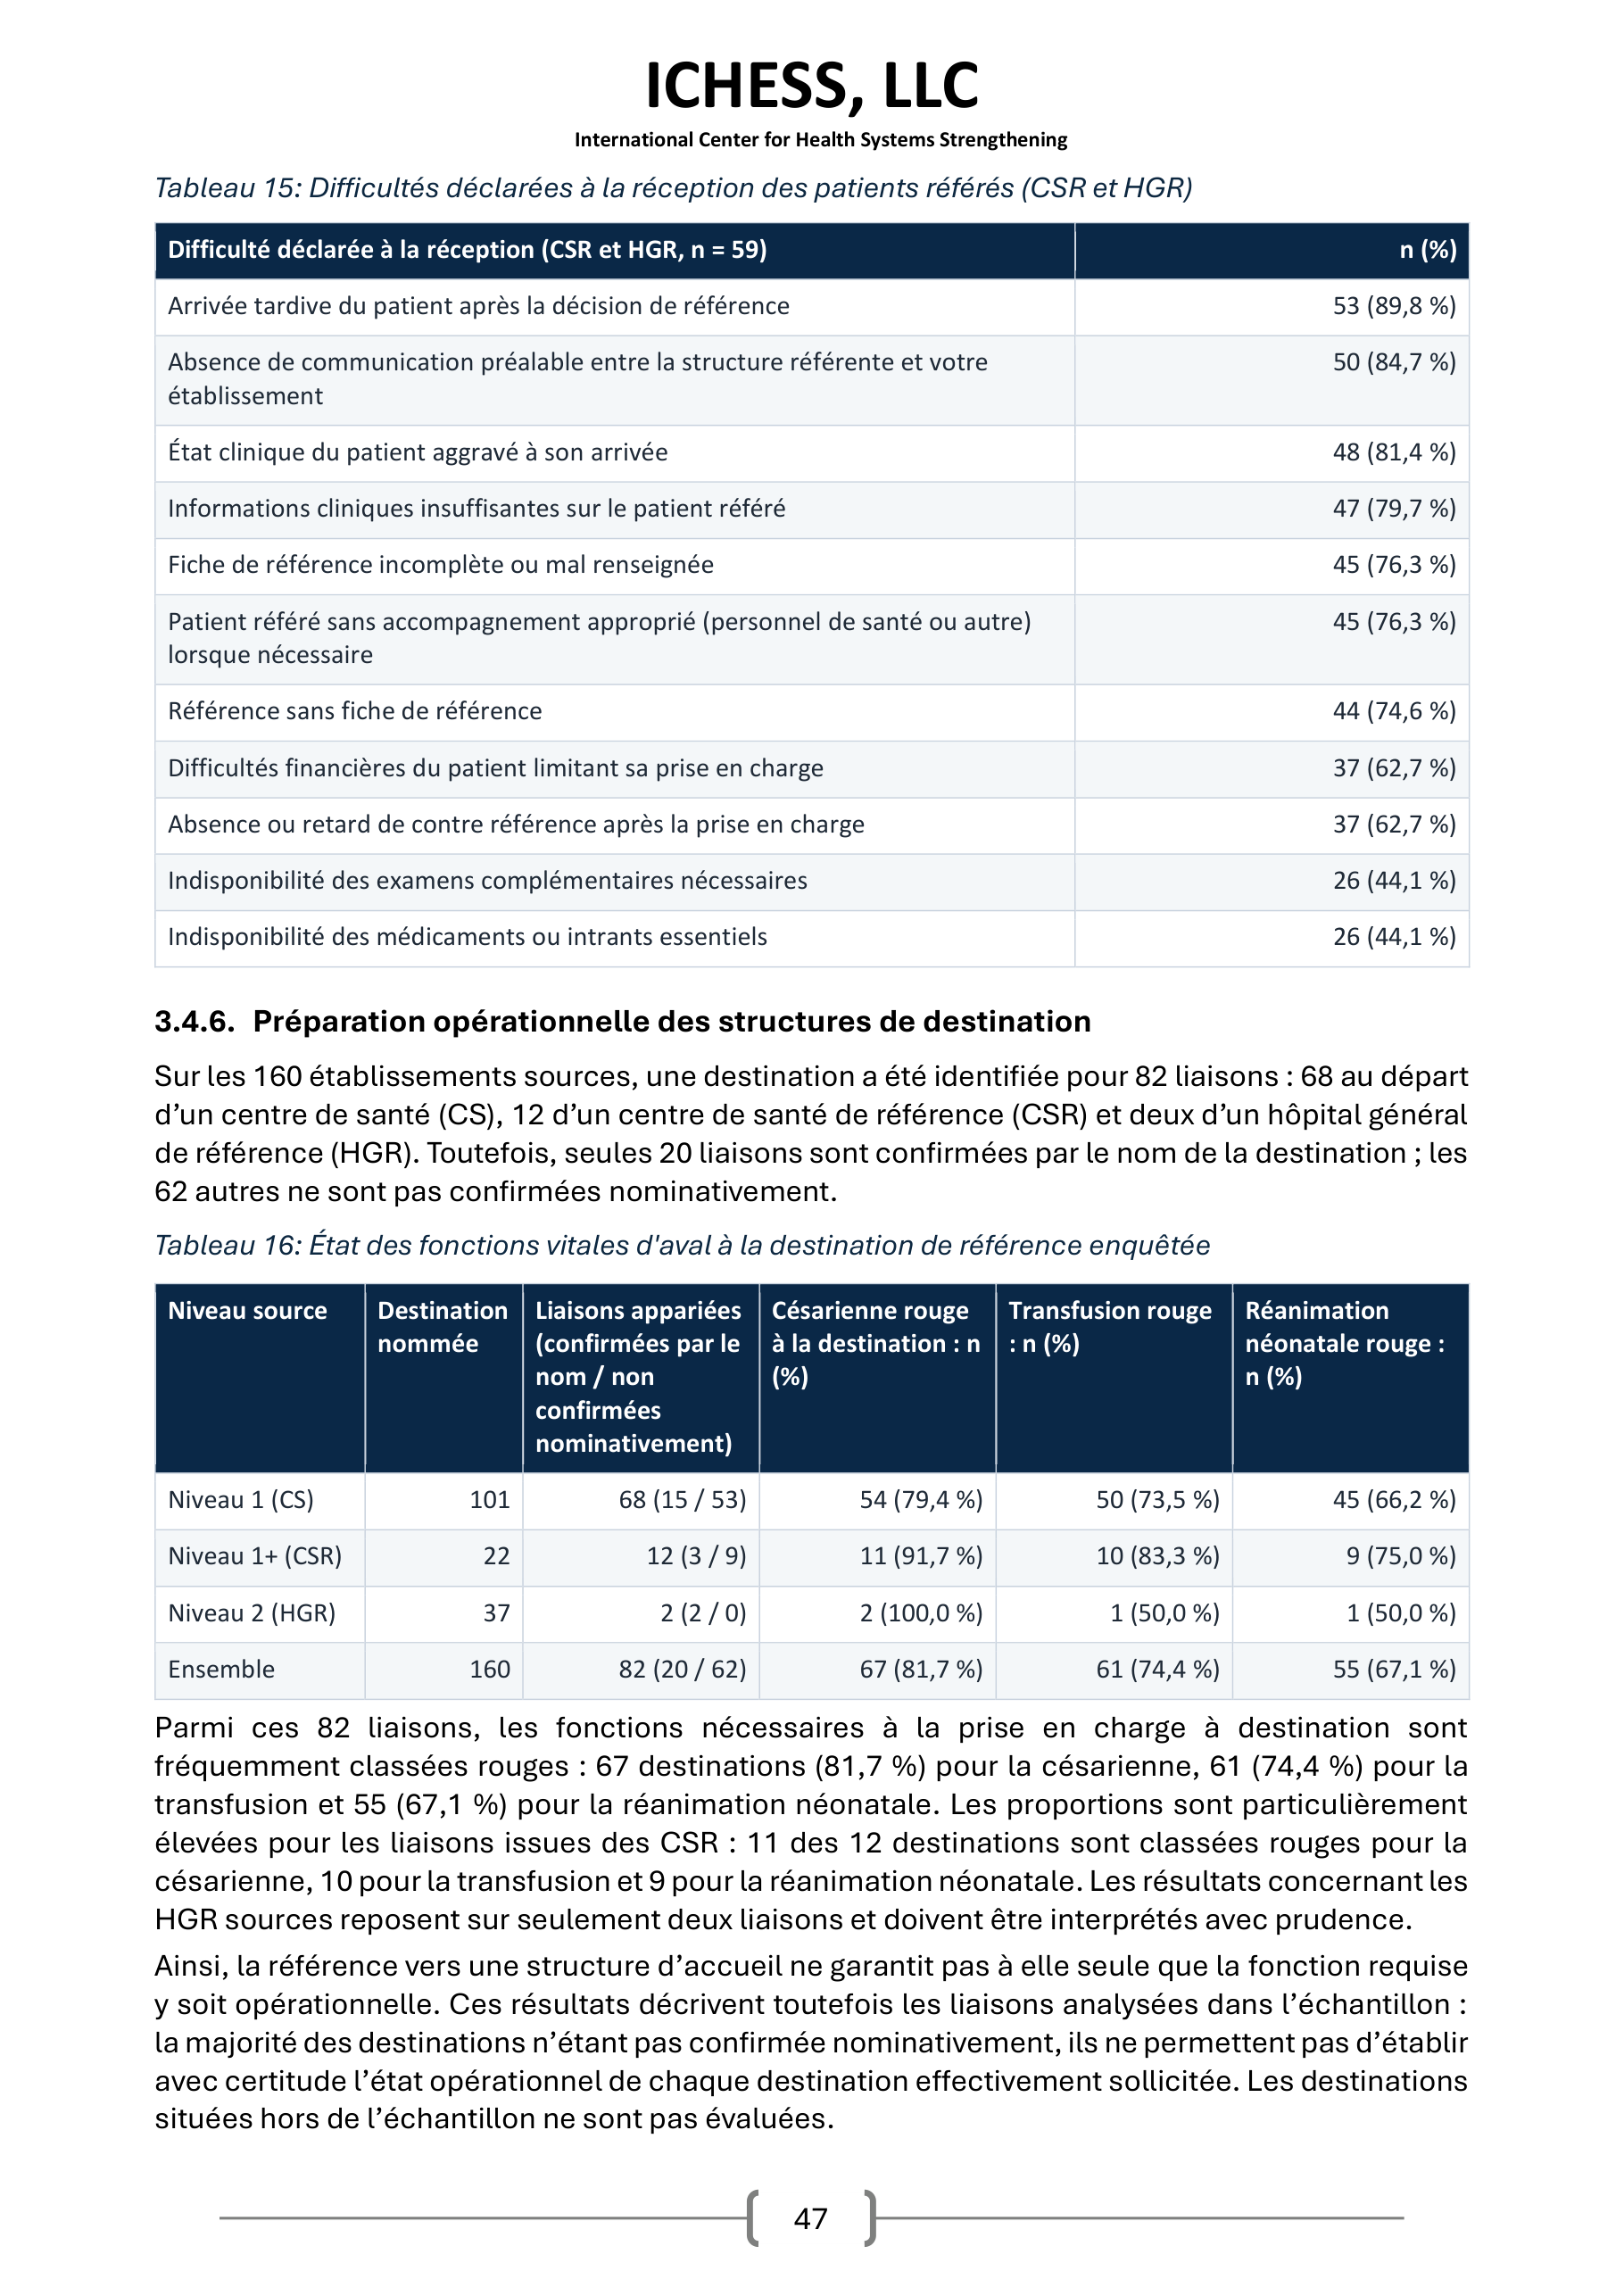 ICHESS, LLC
International Center for Health Systems Strengthening
Tableau 15: Difficultés déclarées à la réception des patients référés (CSR et HGR)
Difficulté déclarée à la réception (CSR et HGR, n = 59) n (%)
Arrivée tardive du patient après la décision de référence 53 (89,8 %)
Absence de communication préalable entre la structure référente et votre 50 (84,7 %)
établissement
État clinique du patient aggravé à son arrivée 48 (81,4 %)
Informations cliniques insuffisantes sur le patient référé 47 (79,7 %)
Fiche de référence incomplète ou mal renseignée 45 (76,3 %)
Patient référé sans accompagnement approprié (personnel de santé ou autre) 45 (76,3 %)
lorsque nécessaire
Référence sans fiche de référence 44 (74,6 %)
Difficultés financières du patient limitant sa prise en charge 37 (62,7 %)
Absence ou retard de contre référence après la prise en charge 37 (62,7 %)
Indisponibilité des examens complémentaires nécessaires 26 (44,1 %)
Indisponibilité des médicaments ou intrants essentiels 26 (44,1 %)
3.4.6. Préparation opérationnelle des structures de destination
Sur les 160 établissements sources, une destination a été identifiée pour 82 liaisons : 68 au départ
d’un centre de santé (CS), 12 d’un centre de santé de référence (CSR) et deux d’un hôpital général
de référence (HGR). Toutefois, seules 20 liaisons sont confirmées par le nom de la destination ; les
62 autres ne sont pas confirmées nominativement.
Tableau 16: État des fonctions vitales d'aval à la destination de référence enquêtée
Niveau source Destination Liaisons appariées Césarienne rouge Transfusion rouge Réanimation
nommée (confirmées par le à la destination : n : n (%) néonatale rouge :
nom / non (%) n (%)
confirmées
nominativement)
Niveau 1 (CS) 101 68 (15 / 53) 54 (79,4 %) 50 (73,5 %) 45 (66,2 %)
Niveau 1+ (CSR) 22 12 (3 / 9) 11 (91,7 %) 10 (83,3 %) 9 (75,0 %)
Niveau 2 (HGR) 37 2 (2 / 0) 2 (100,0 %) 1 (50,0 %) 1 (50,0 %)
Ensemble 160 82 (20 / 62) 67 (81,7 %) 61 (74,4 %) 55 (67,1 %)
Parmi ces 82 liaisons, les fonctions nécessaires à la prise en charge à destination sont
fréquemment classées rouges : 67 destinations (81,7 %) pour la césarienne, 61 (74,4 %) pour la
transfusion et 55 (67,1 %) pour la réanimation néonatale. Les proportions sont particulièrement
élevées pour les liaisons issues des CSR : 11 des 12 destinations sont classées rouges pour la
césarienne, 10 pour la transfusion et 9 pour la réanimation néonatale. Les résultats concernant les
HGR sources reposent sur seulement deux liaisons et doivent être interprétés avec prudence.
Ainsi, la référence vers une structure d’accueil ne garantit pas à elle seule que la fonction requise
y soit opérationnelle. Ces résultats décrivent toutefois les liaisons analysées dans l’échantillon :
la majorité des destinations n’étant pas confirmée nominativement, ils ne permettent pas d’établir
avec certitude l’état opérationnel de chaque destination effectivement sollicitée. Les destinations
situées hors de l’échantillon ne sont pas évaluées.
47